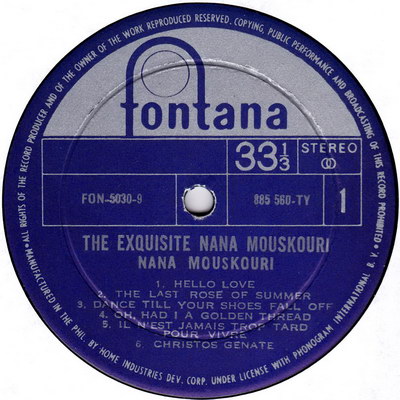 ALL RIGHTS OF THE RECORD PRODUCER AND OF THE OWNER OF THE WORK REPRODUCED RESERVED. COPYING, PUBLIC PERFORMANCE AND BROADCASTING OF THIS RECORD PROHIBITED
fontana
33 1/3
STEREO
FON-5030-9
885 560-TY
1
THE EXQUISITE NANA MOUSKOURI
NANA MOUSKOURI
1. HELLO LOVE
2. THE LAST ROSE OF SUMMER
3. DANCE TILL YOUR SHOES FALL OFF
4. OH, HAD I A GOLDEN THREAD
5. IL N'EST JAMAIS TROP TARD
POUR VIVRE
6. CHRISTOS GENATE
MANUFACTURED IN THE PHIL. BY HOME INDUSTRIES DEV. CORP. UNDER LICENSE WITH PHONOGRAM INTERNATIONAL B. V.